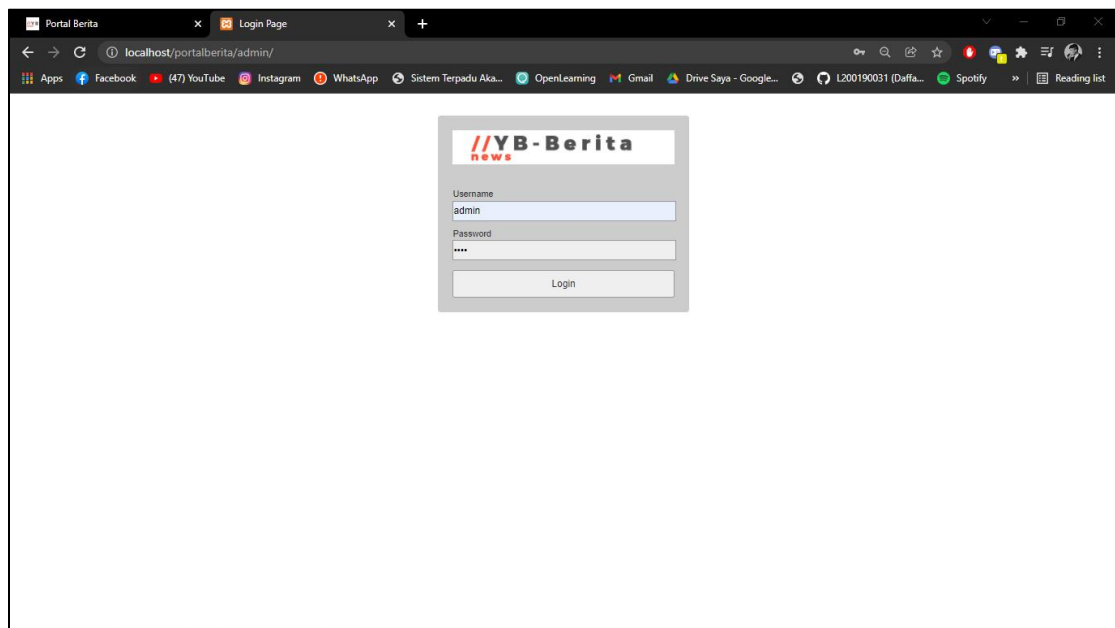 Portal Berita
Login Page
localhost/portalberita/admin/
Apps Facebook (47) YouTube Instagram WhatsApp Sistem Terpadu Aka... OpenLearning Gmail Drive Saya - Google... L200190031 (Daffa... Spotify » Reading list
//YB-Berita
news
Username
admin
Password
••••
Login